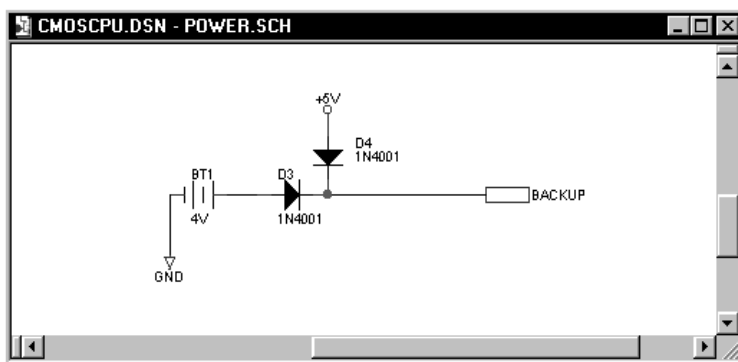 CMOSCPU.DSN - POWER.SCH
+5V
D4
1N4001
BT1
D3
BACKUP
4V
1N4001
GND